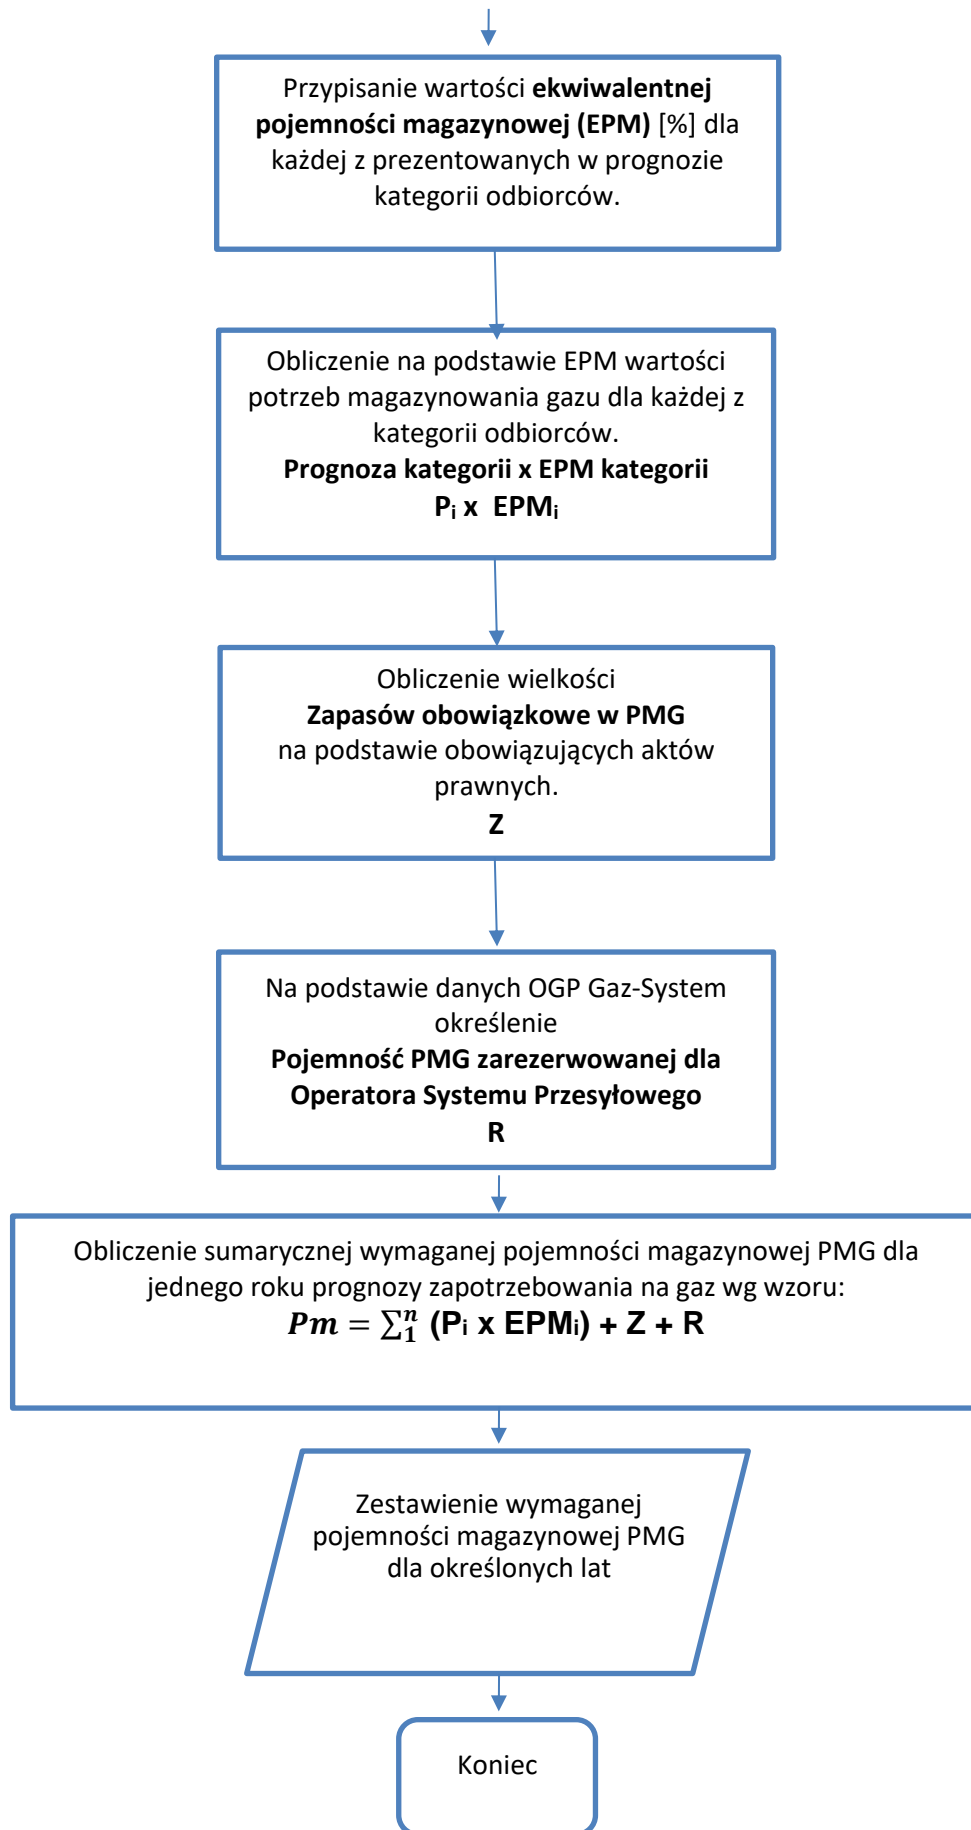 Przypisanie wartości ekwiwalentnej
pojemności magazynowej (EPM) [%] dla
każdej z prezentowanych w prognozie
kategorii odbiorców.
Obliczenie na podstawie EPM wartości
potrzeb magazynowania gazu dla każdej z
kategorii odbiorców.
Prognoza kategorii x EPM kategorii
Pᵢ x EPMᵢ
Obliczenie wielkości
Zapasów obowiązkowe w PMG
na podstawie obowiązujących aktów
prawnych.
Z
Na podstawie danych OGP Gaz-System
określenie
Pojemność PMG zarezerwowanej dla
Operatora Systemu Przesyłowego
R
Obliczenie sumarycznej wymaganej pojemności magazynowej PMG dla
jednego roku prognozy zapotrzebowania na gaz wg wzoru:
Pm = ∑₁ⁿ (Pᵢ x EPMᵢ) + Z + R
Zestawienie wymaganej
pojemności magazynowej PMG
dla określonych lat
Koniec